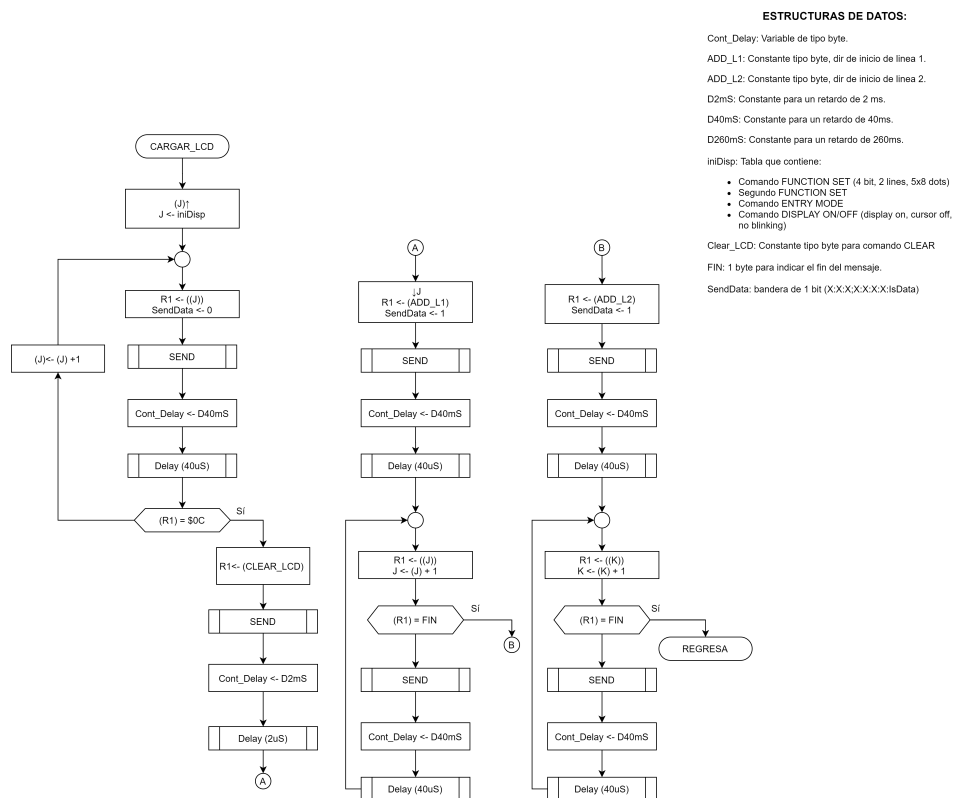 ESTRUCTURAS DE DATOS:
Cont_Delay: Variable de tipo byte.
ADD_L1: Constante tipo byte, dir de inicio de linea 1.
ADD_L2: Constante tipo byte, dir de inicio de linea 2.
D2mS: Constante para un retardo de 2 ms.
D40mS: Constante para un retardo de 40ms.
D260mS: Constante para un retardo de 260ms.
iniDisp: Tabla que contiene:
• Comando FUNCTION SET (4 bit, 2 lines, 5x8 dots)
• Segundo FUNCTION SET
• Comando ENTRY MODE
• Comando DISPLAY ON/OFF (display on, cursor off,
no blinking)
Clear_LCD: Constante tipo byte para comando CLEAR
FIN: 1 byte para indicar el fin del mensaje.
SendData: bandera de 1 bit (X:X:X;X:X:X:X:IsData)
CARGAR_LCD
(J)↑
J <- iniDisp
R1 <- ((J))
SendData <- 0
(J)<- (J) +1
SEND
Cont_Delay <- D40mS
Delay (40uS)
(R1) = $0C
Sí
R1<- (CLEAR_LCD)
SEND
Cont_Delay <- D2mS
Delay (2uS)
A
A
↓J
R1 <- (ADD_L1)
SendData <- 1
SEND
Cont_Delay <- D40mS
Delay (40uS)
R1 <- ((J))
J <- (J) + 1
(R1) = FIN
Sí
B
SEND
Cont_Delay <- D40mS
Delay (40uS)
B
R1 <- (ADD_L2)
SendData <- 1
SEND
Cont_Delay <- D40mS
Delay (40uS)
R1 <- ((K))
K <- (K) + 1
(R1) = FIN
Sí
REGRESA
SEND
Cont_Delay <- D40mS
Delay (40uS)